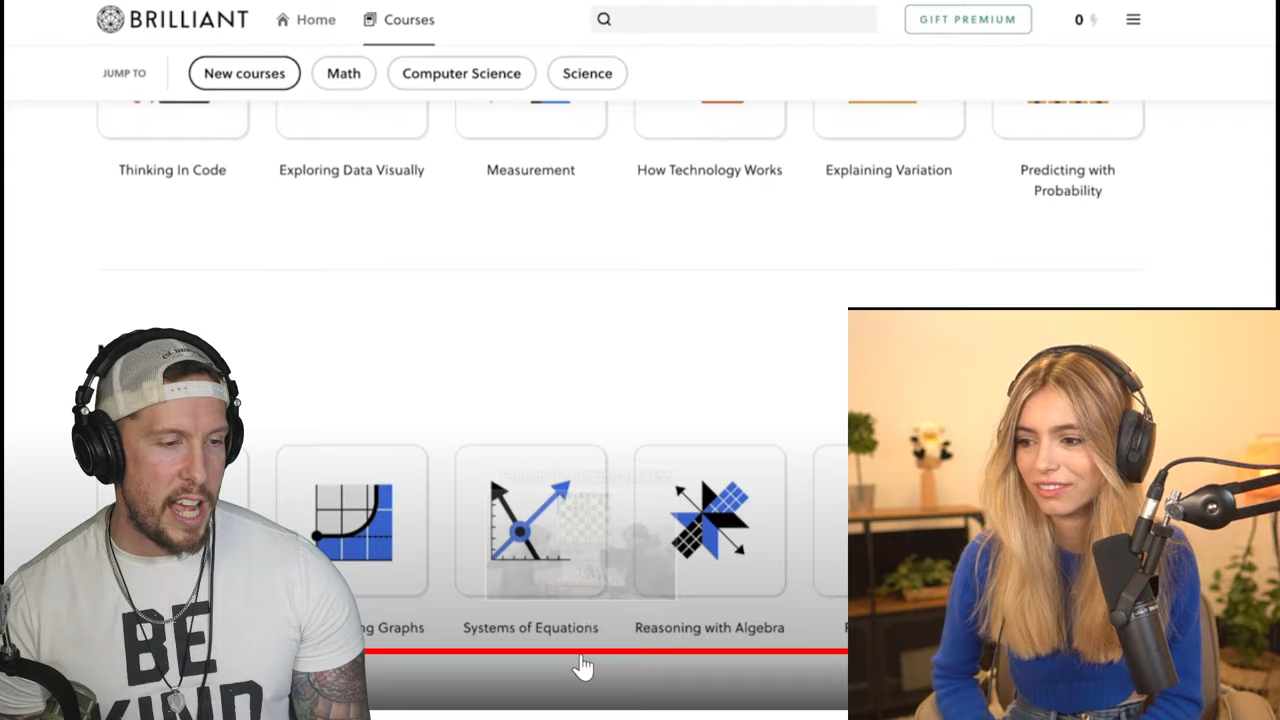 BRILLIANT
Home
Courses
GIFT PREMIUM
0
JUMP TO
New courses
Math
Computer Science
Science
Thinking In Code
Exploring Data Visually
Measurement
How Technology Works
Explaining Variation
Predicting with
Probability
ng Graphs
Systems of Equations
Reasoning with Algebra
BE
KIND